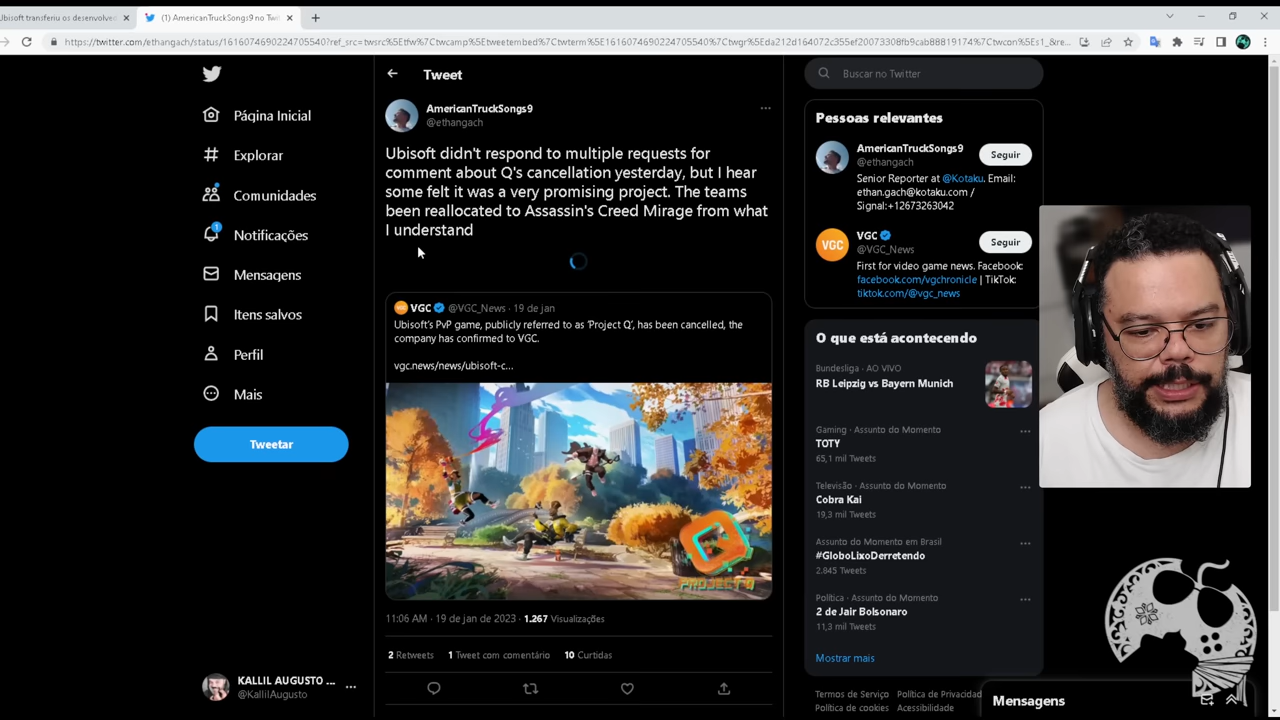 Ubisoft transferiu os desenvolved
(1) AmericanTruckSongs9 no Twit
https://twitter.com/ethangach/status/1616074690224705540?ref_src=twsrc%5Etfw%7Ctwcamp%5Etweetembed%7Ctwterm%5E1616074690224705540%7Ctwgr%5Eda212d164072c355ef20073308fb9cab88819174%7Ctwcon%5Es1_&re...
Tweet
Buscar no Twitter
Página Inicial
Explorar
Comunidades
1
Notificações
Mensagens
Itens salvos
Perfil
Mais
Tweetar
KALLIL AUGUSTO ...
@KallilAugusto
AmericanTruckSongs9
@ethangach
Ubisoft didn't respond to multiple requests for
comment about Q's cancellation yesterday, but I hear
some felt it was a very promising project. The teams
been reallocated to Assassin's Creed Mirage from what
I understand
VGC @VGC_News · 19 de jan
Ubisoft's PvP game, publicly referred to as 'Project Q', has been cancelled, the
company has confirmed to VGC.
vgc.news/news/ubisoft-c...
PROJECT Q
11:06 AM · 19 de jan de 2023 · 1.267 Visualizações
2 Retweets 1 Tweet com comentário 10 Curtidas
Pessoas relevantes
AmericanTruckSongs9
@ethangach
Seguir
Senior Reporter at @Kotaku. Email:
ethan.gach@kotaku.com /
Signal:+12673263042
VGC
@VGC_News
Seguir
VGC
First for video game news. Facebook:
facebook.com/vgchronicle | TikTok:
tiktok.com/@vgc_news
O que está acontecendo
Bundesliga · AO VIVO
RB Leipzig vs Bayern Munich
Gaming · Assunto do Momento
TOTY
65,1 mil Tweets
Televisão · Assunto do Momento
Cobra Kai
19,3 mil Tweets
Assunto do Momento em Brasil
#GloboLixoDerretendo
2.845 Tweets
Política · Assunto do Momento
2 de Jair Bolsonaro
11,3 mil Tweets
Mostrar mais
Termos de Serviço Política de Privacidad
Política de cookies Acessibilidade
Mensagens